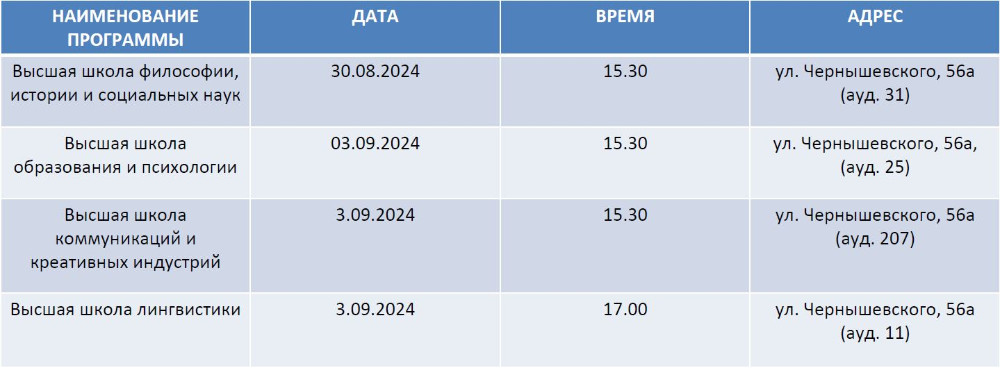 НАИМЕНОВАНИЕ ПРОГРАММЫ ДАТА ВРЕМЯ АДРЕС
Высшая школа философии, истории и социальных наук 30.08.2024 15.30 ул. Чернышевского, 56а (ауд. 31)
Высшая школа образования и психологии 03.09.2024 15.30 ул. Чернышевского, 56а, (ауд. 25)
Высшая школа коммуникаций и креативных индустрий 3.09.2024 15.30 ул. Чернышевского, 56а (ауд. 207)
Высшая школа лингвистики 3.09.2024 17.00 ул. Чернышевского, 56а (ауд. 11)